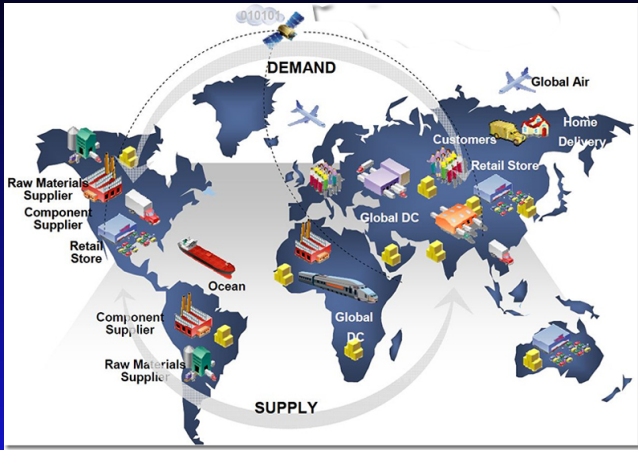 010101
DEMAND
Global Air
Home
Delivery
Customers
Retail Store
Raw Materials
Supplier
Component
Supplier
Global DC
Retail
Store
Ocean
Component
Supplier
Global
DC
Raw Materials
Supplier
SUPPLY